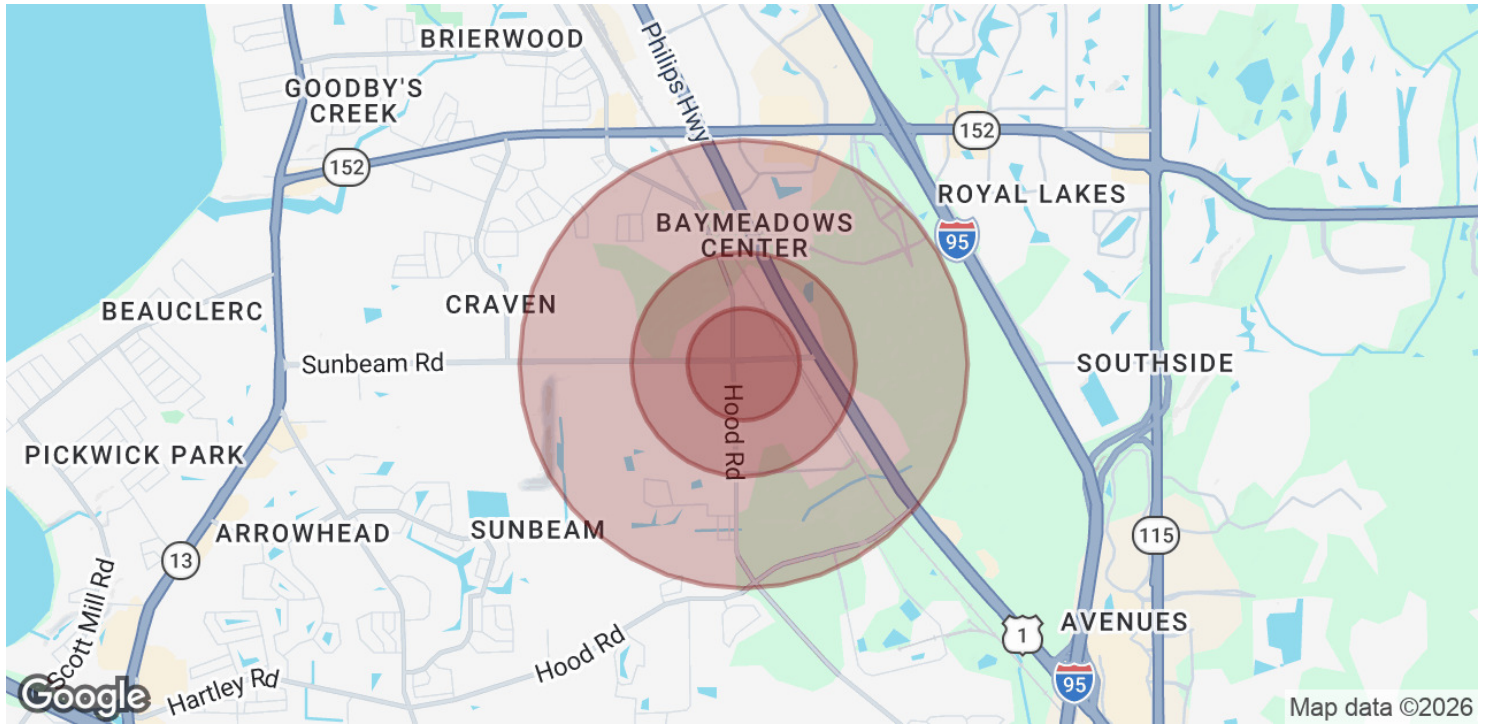 BRIERWOOD
Philips Hwy
GOODBY'S
CREEK
152
152
ROYAL LAKES
BAYMEADOWS
CENTER
95
BEAUCLERC
CRAVEN
Sunbeam Rd
SOUTHSIDE
Hood Rd
PICKWICK PARK
ARROWHEAD
SUNBEAM
115
13
Scott Mill Rd
Hood Rd
1
AVENUES
95
Hartley Rd
Google
Map data ©2026